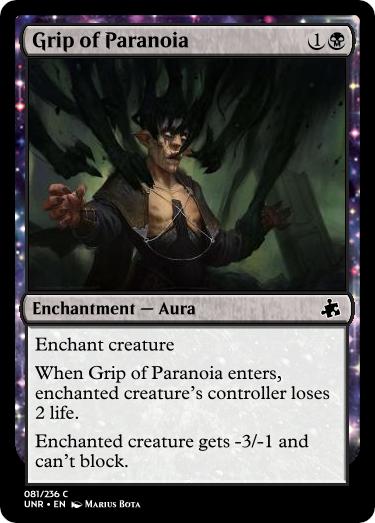 Grip of Paranoia 1
Enchantment — Aura
Enchant creature
When Grip of Paranoia enters,
enchanted creature's controller loses
2 life.
Enchanted creature gets -3/-1 and
can't block.
081/236 C
UNR • EN Marius Bota